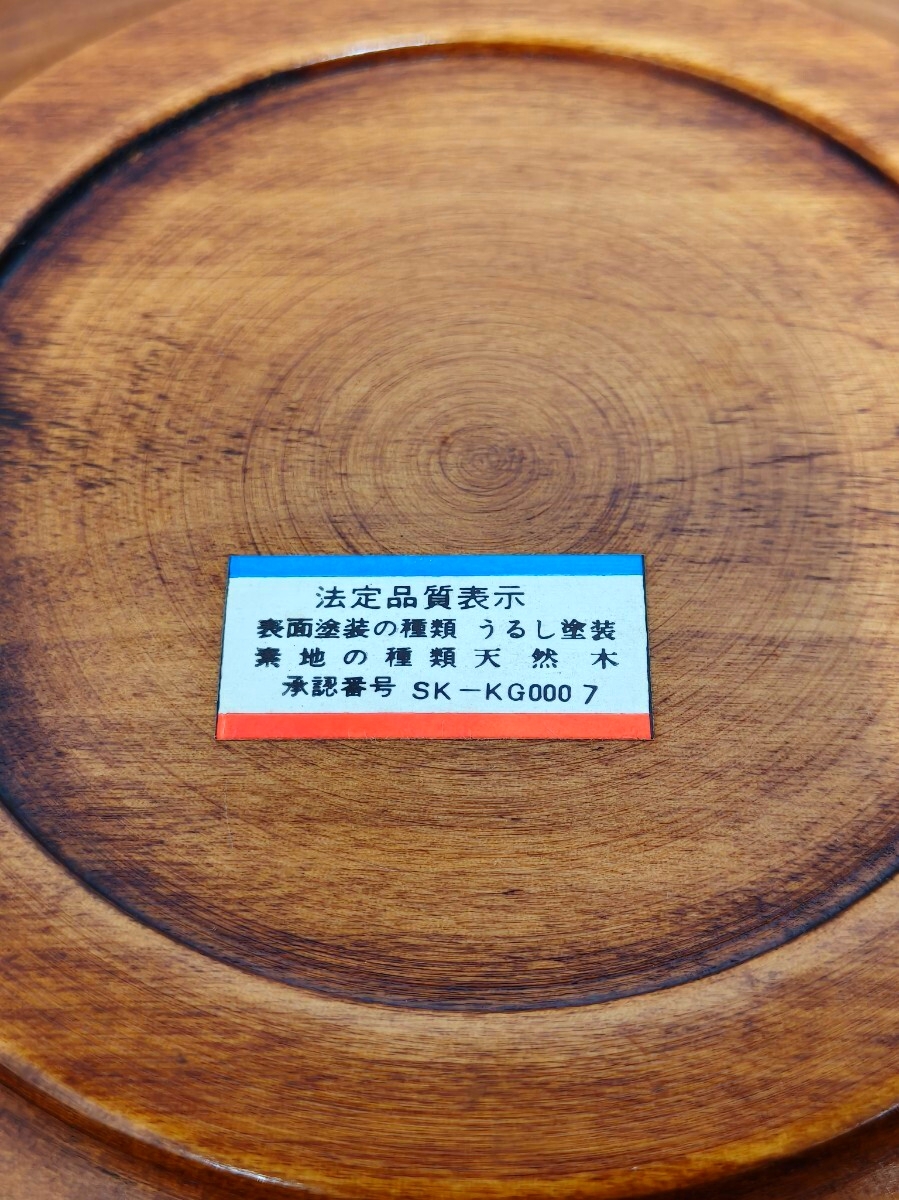 法定品質表示
表面塗装の種類 うるし塗装
素地の種類 天然木
承認番号 SK-KG0007